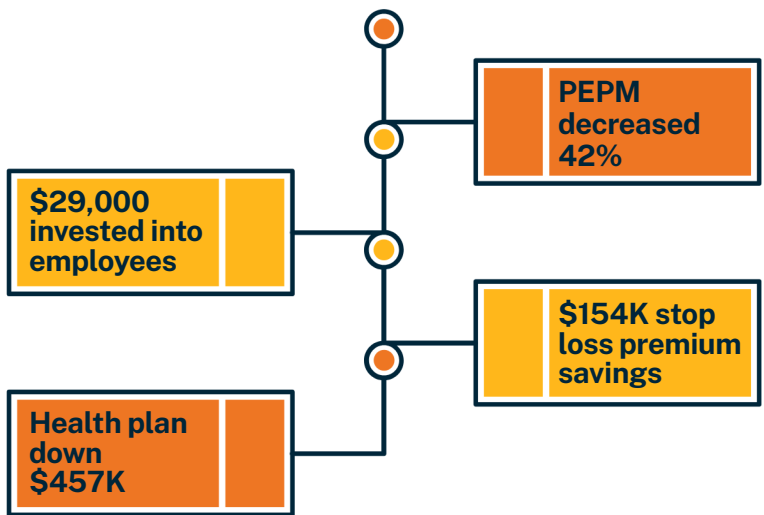 PEPM
decreased
42%
$29,000
invested into
employees
$154K stop
loss premium
savings
Health plan
down
$457K